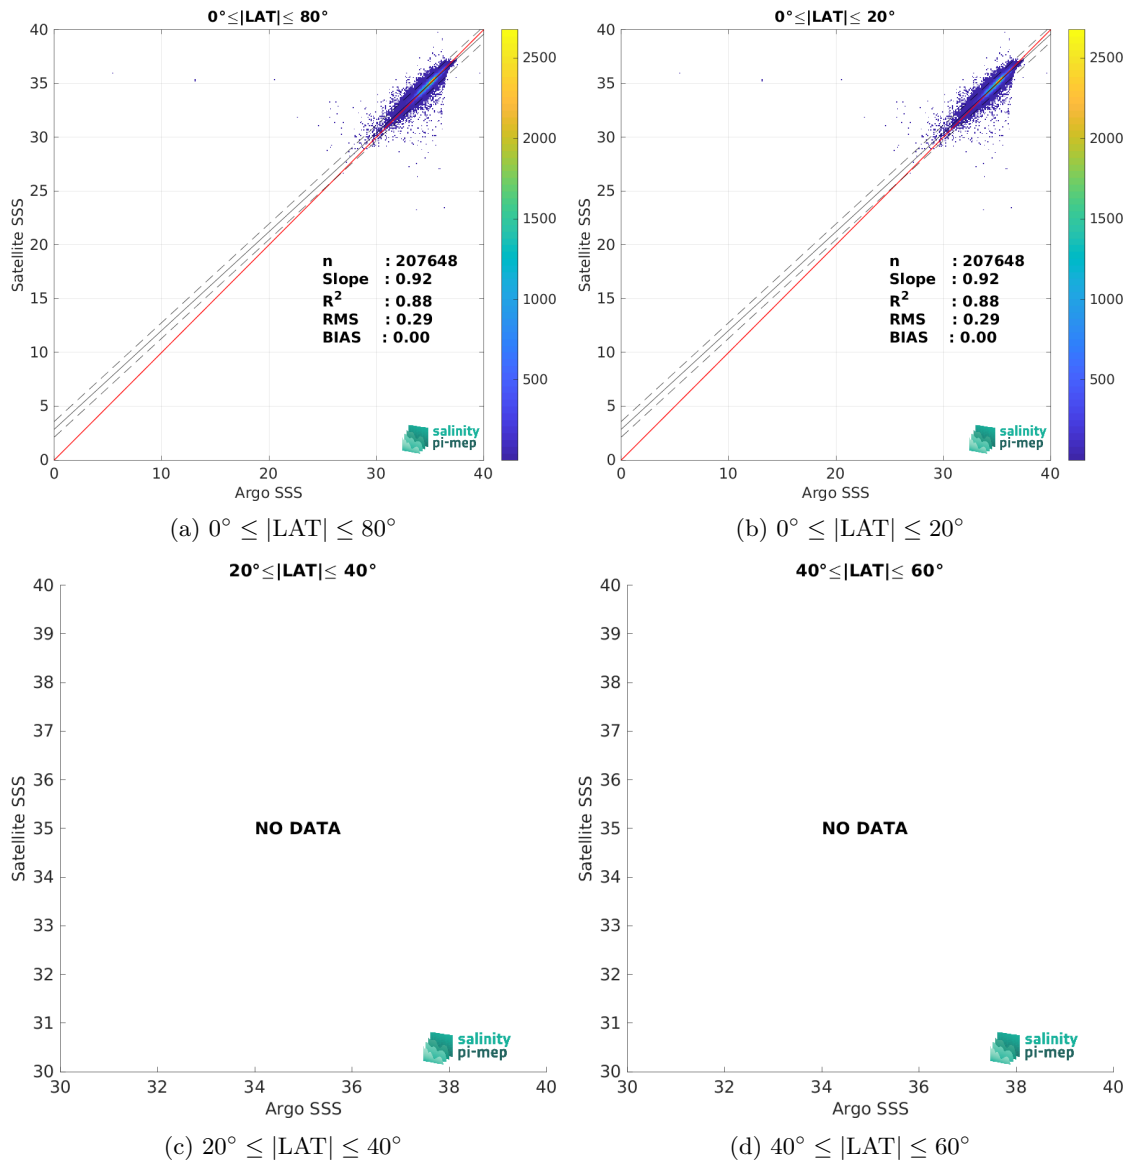 0°≤|LAT|≤ 80°
40
35
30
25
20
15
10
5
0
Satellite SSS
0
10
20
30
40
Argo SSS
n : 207648
Slope : 0.92
R² : 0.88
RMS : 0.29
BIAS : 0.00
salinity
pi-mep
2500
2000
1500
1000
500
(a) 0° ≤ |LAT| ≤ 80°
0°≤|LAT|≤ 20°
40
35
30
25
20
15
10
5
0
Satellite SSS
0
10
20
30
40
Argo SSS
n : 207648
Slope : 0.92
R² : 0.88
RMS : 0.29
BIAS : 0.00
salinity
pi-mep
2500
2000
1500
1000
500
(b) 0° ≤ |LAT| ≤ 20°
20°≤|LAT|≤ 40°
40
39
38
37
36
35
34
33
32
31
30
Satellite SSS
NO DATA
salinity
pi-mep
30
32
34
36
38
40
Argo SSS
(c) 20° ≤ |LAT| ≤ 40°
40°≤|LAT|≤ 60°
40
39
38
37
36
35
34
33
32
31
30
Satellite SSS
NO DATA
salinity
pi-mep
30
32
34
36
38
40
Argo SSS
(d) 40° ≤ |LAT| ≤ 60°